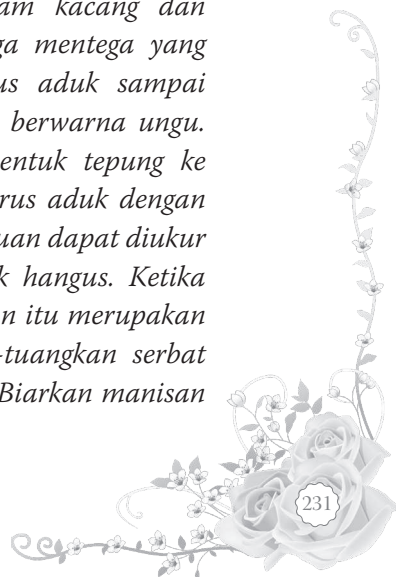 am kacang dan
ga mentega yang
us aduk sampai
berwarna ungu.
entuk tepung ke
rus aduk dengan
uan dapat diukur
k hangus. Ketika
n itu merupakan
-tuangkan serbat
Biarkan manisan
231